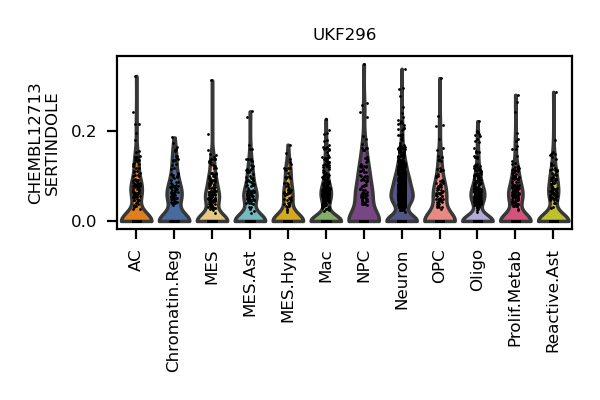 UKF296
CHEMBL12713
SERTINDOLE
0.2
0.0
AC
Chromatin.Reg
MES
MES.Ast
MES.Hyp
Mac
NPC
Neuron
OPC
Oligo
Prolif.Metab
Reactive.Ast